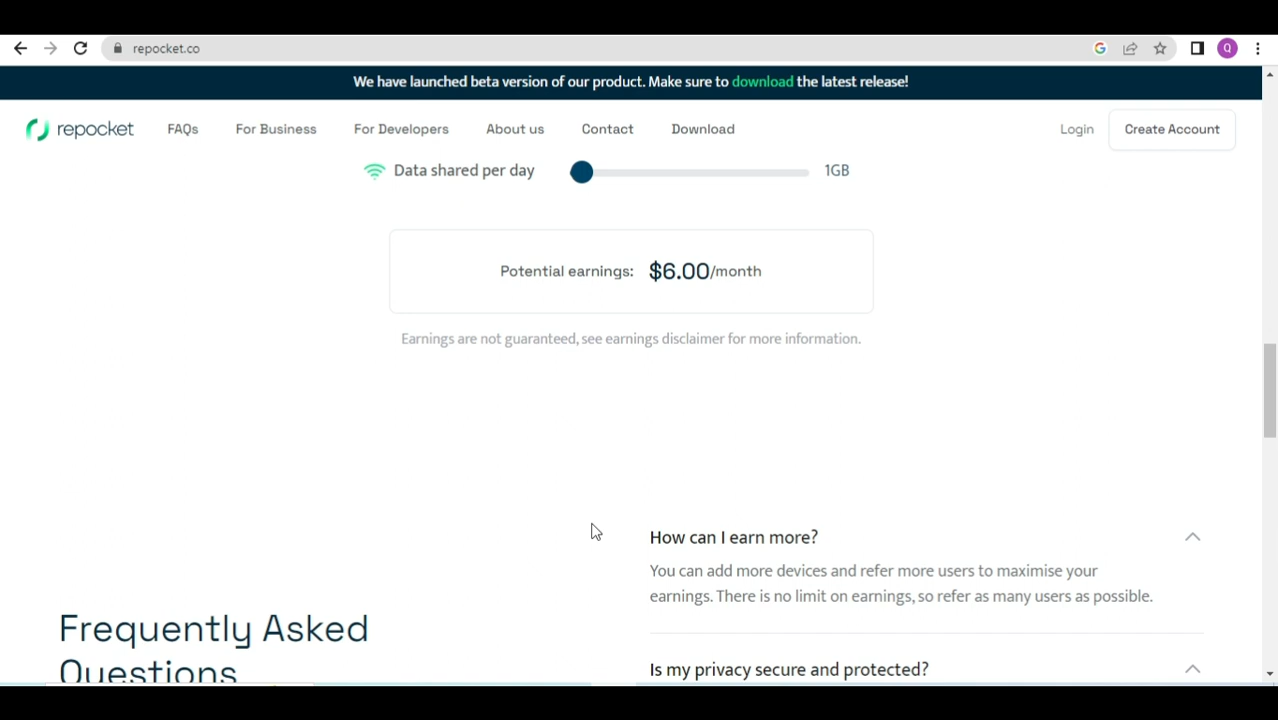 repocket.co
Q
We have launched beta version of our product. Make sure to download the latest release!
repocket FAQs For Business For Developers About us Contact Download Login Create Account
Data shared per day 1GB
Potential earnings: $6.00/month
Earnings are not guaranteed, see earnings disclaimer for more information.
How can I earn more?
You can add more devices and refer more users to maximise your
earnings. There is no limit on earnings, so refer as many users as possible.
Frequently Asked
Questions
Is my privacy secure and protected?